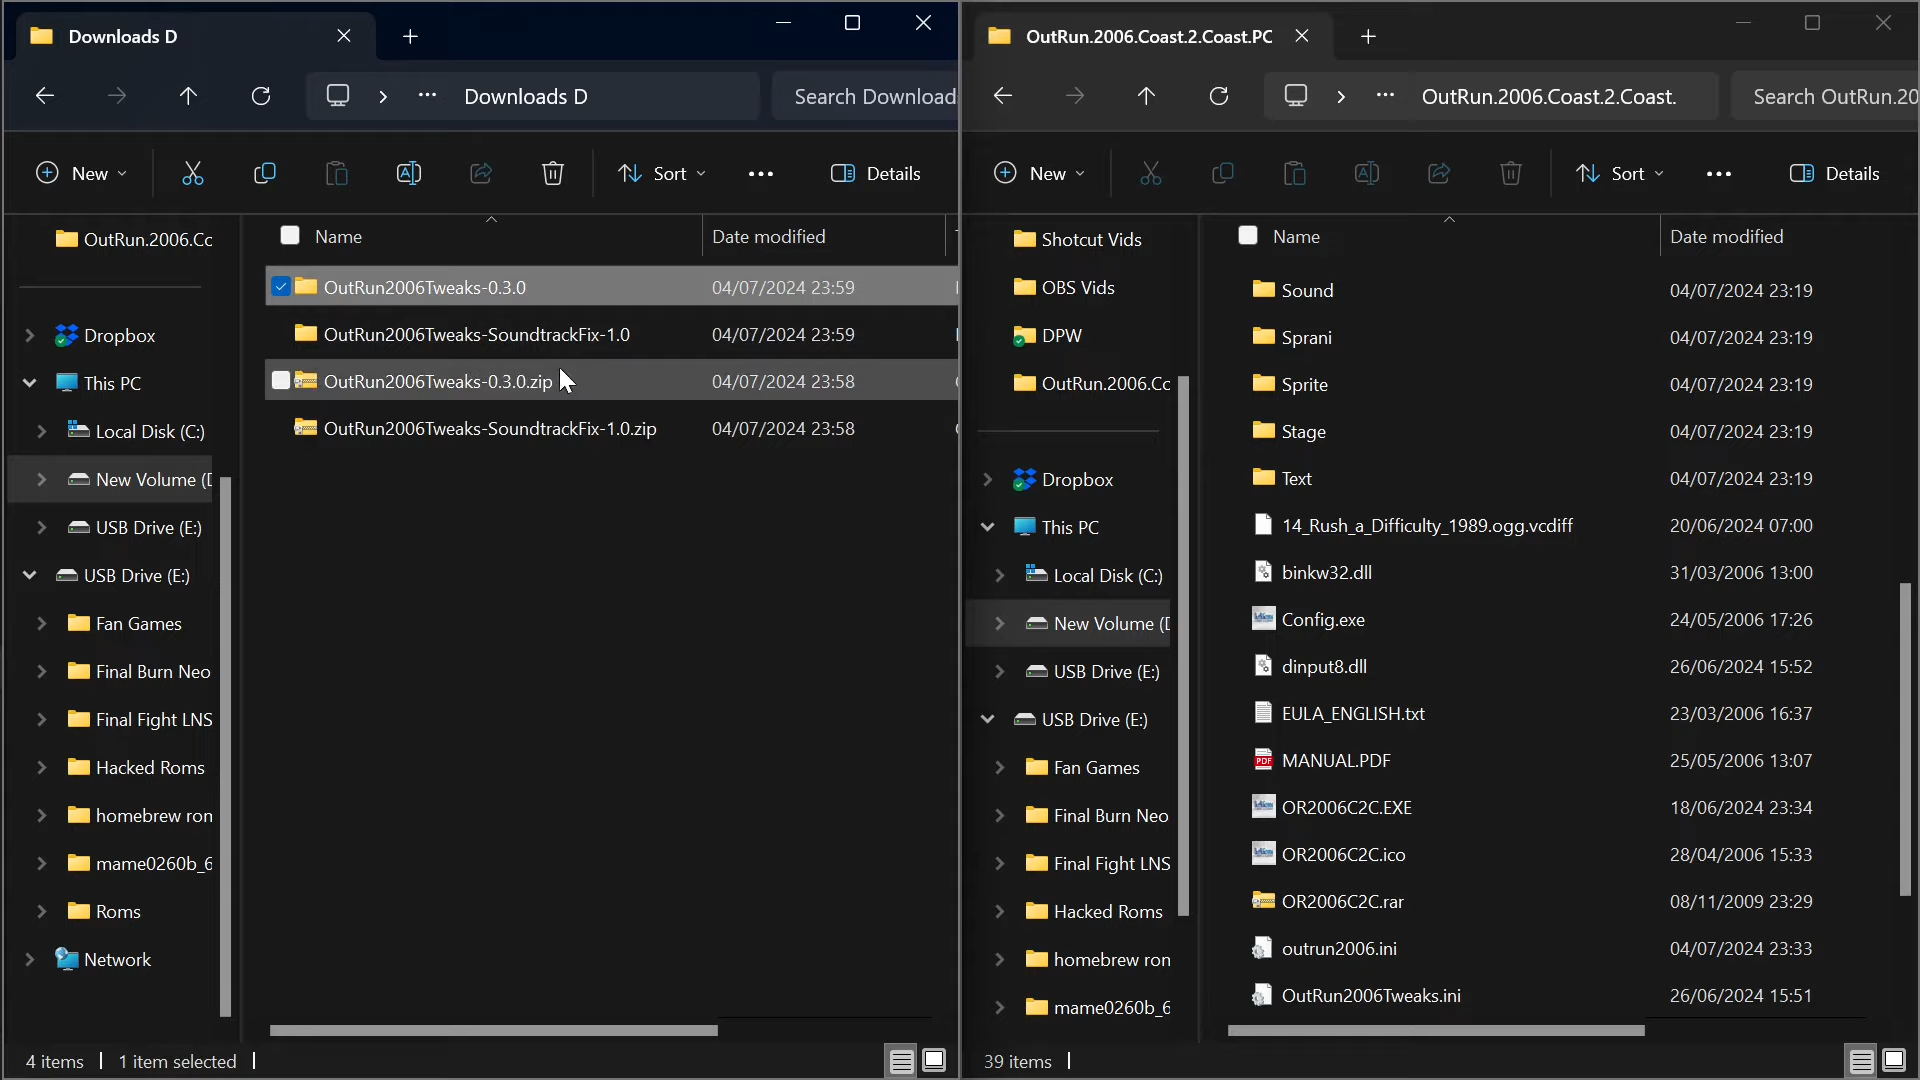 Downloads D
Downloads D
Search Download
New
Sort
Details
OutRun.2006.Cc
Dropbox
This PC
Local Disk (C:)
New Volume (D
USB Drive (E:)
USB Drive (E:)
Fan Games
Final Burn Neo
Final Fight LNS
Hacked Roms
homebrew ron
mame0260b_6
Roms
Network
Name
Date modified
OutRun2006Tweaks-0.3.0
04/07/2024 23:59
OutRun2006Tweaks-SoundtrackFix-1.0
04/07/2024 23:59
OutRun2006Tweaks-0.3.0.zip
04/07/2024 23:58
OutRun2006Tweaks-SoundtrackFix-1.0.zip
04/07/2024 23:58
4 items
1 item selected
OutRun.2006.Coast.2.Coast.PC
OutRun.2006.Coast.2.Coast.
Search OutRun.20
New
Sort
Details
Shotcut Vids
OBS Vids
DPW
OutRun.2006.Cc
Dropbox
This PC
Local Disk (C:)
New Volume (D
USB Drive (E:)
USB Drive (E:)
Fan Games
Final Burn Neo
Final Fight LNS
Hacked Roms
homebrew ron
mame0260b_6
Name
Date modified
Sound
04/07/2024 23:19
Sprani
04/07/2024 23:19
Sprite
04/07/2024 23:19
Stage
04/07/2024 23:19
Text
04/07/2024 23:19
14_Rush_a_Difficulty_1989.ogg.vcdiff
20/06/2024 07:00
binkw32.dll
31/03/2006 13:00
Config.exe
24/05/2006 17:26
dinput8.dll
26/06/2024 15:52
EULA_ENGLISH.txt
23/03/2006 16:37
MANUAL.PDF
25/05/2006 13:07
OR2006C2C.EXE
18/06/2024 23:34
OR2006C2C.ico
28/04/2006 15:33
OR2006C2C.rar
08/11/2009 23:29
outrun2006.ini
04/07/2024 23:33
OutRun2006Tweaks.ini
26/06/2024 15:51
39 items